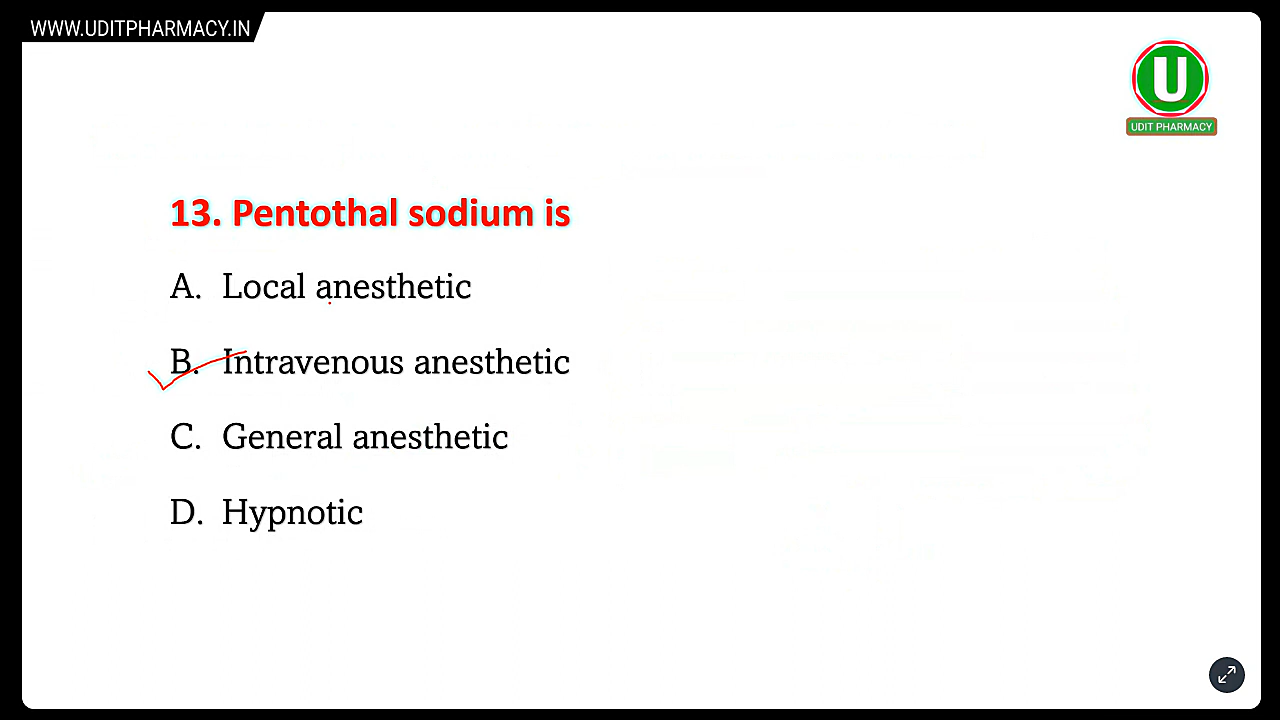 WWW.UDITPHARMACY.IN
U
UDIT PHARMACY
13. Pentothal sodium is
A. Local anesthetic
B. Intravenous anesthetic
C. General anesthetic
D. Hypnotic